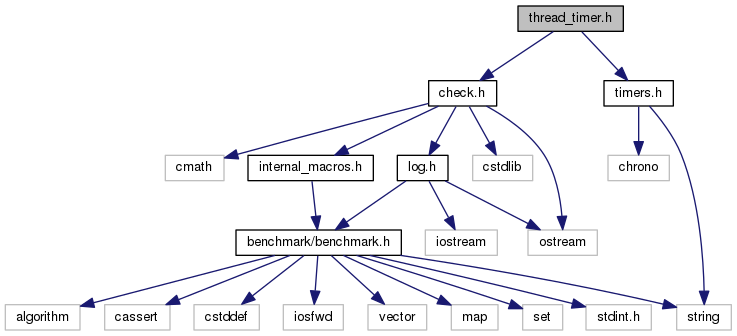 thread_timer.h
check.h
timers.h
cmath
internal_macros.h
log.h
cstdlib
chrono
benchmark/benchmark.h
iostream
ostream
algorithm
cassert
cstddef
iosfwd
vector
map
set
stdint.h
string